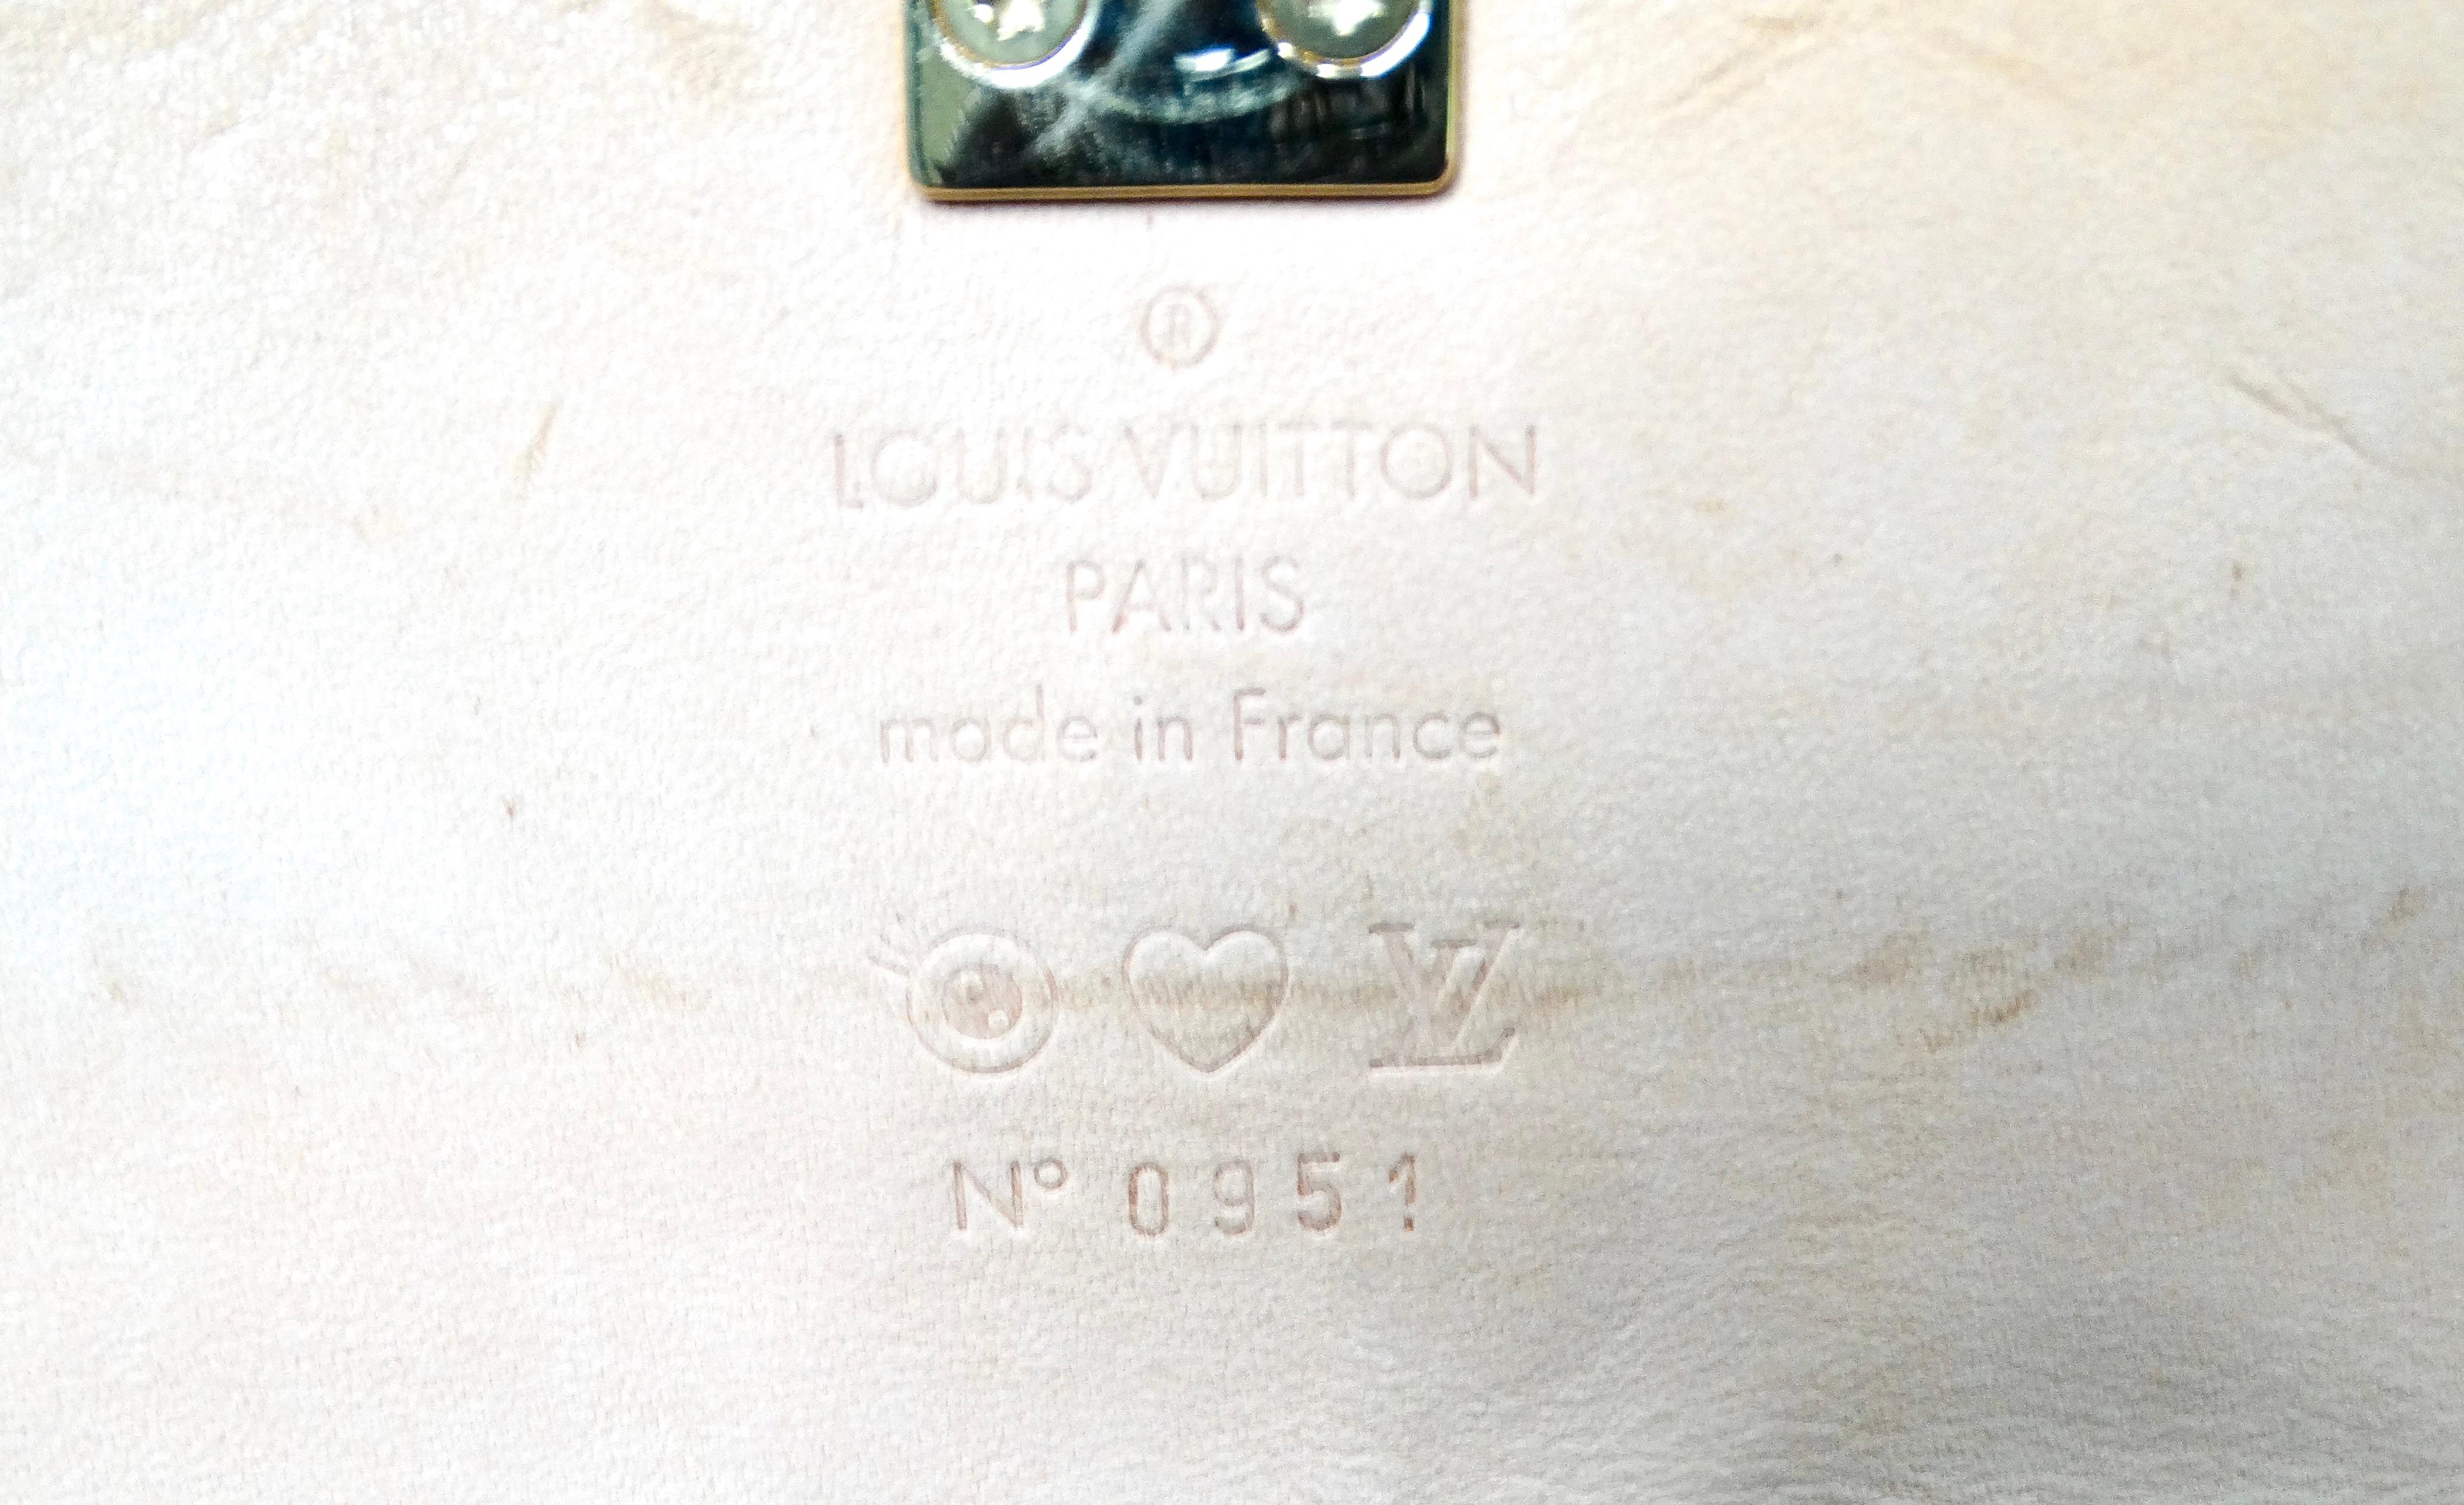 ®
LOUIS VUITTON
PARIS
made in France
LV
N° 0951